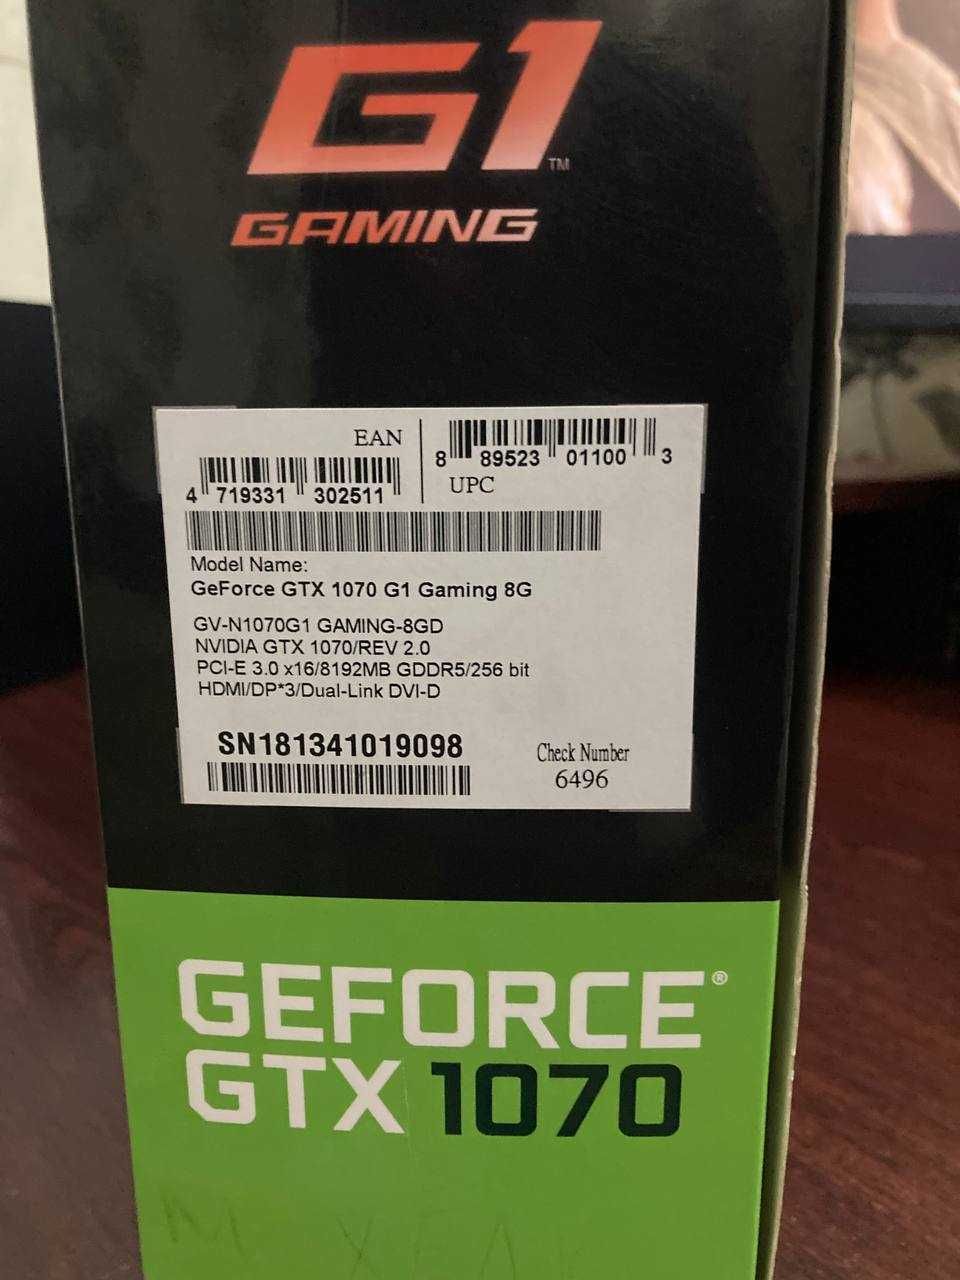 G1™
GAMING
EAN
4 719331 302511
8 89523 01100 3
UPC
Model Name:
GeForce GTX 1070 G1 Gaming 8G
GV-N1070G1 GAMING-8GD
NVIDIA GTX 1070/REV 2.0
PCI-E 3.0 x16/8192MB GDDR5/256 bit
HDMI/DP*3/Dual-Link DVI-D
SN181341019098
Check Number
6496
GEFORCE®
GTX 1070